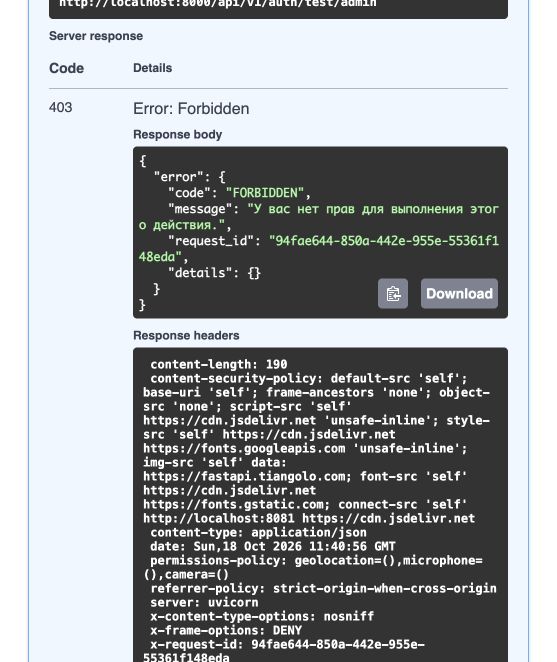 http://localhost:8000/api/v1/auth/test/admin
Server response
Code Details
403 Error: Forbidden
Response body
{
"error": {
"code": "FORBIDDEN",
"message": "У вас нет прав для выполнения этог
о действия.",
"request_id": "94fae644-850a-442e-955e-55361f1
48eda",
"details": {}
}
}
Download
Response headers
content-length: 190
content-security-policy: default-src 'self';
base-uri 'self'; frame-ancestors 'none'; object-
src 'none'; script-src 'self'
https://cdn.jsdelivr.net 'unsafe-inline'; style-
src 'self' https://cdn.jsdelivr.net
https://fonts.googleapis.com 'unsafe-inline';
img-src 'self' data:
https://fastapi.tiangolo.com; font-src 'self'
https://cdn.jsdelivr.net
https://fonts.gstatic.com; connect-src 'self'
http://localhost:8081 https://cdn.jsdelivr.net
content-type: application/json
date: Sun,18 Oct 2026 11:40:56 GMT
permissions-policy: geolocation=(),microphone=
(),camera=()
referrer-policy: strict-origin-when-cross-origin
server: uvicorn
x-content-type-options: nosniff
x-frame-options: DENY
x-request-id: 94fae644-850a-442e-955e-
55361f148eda